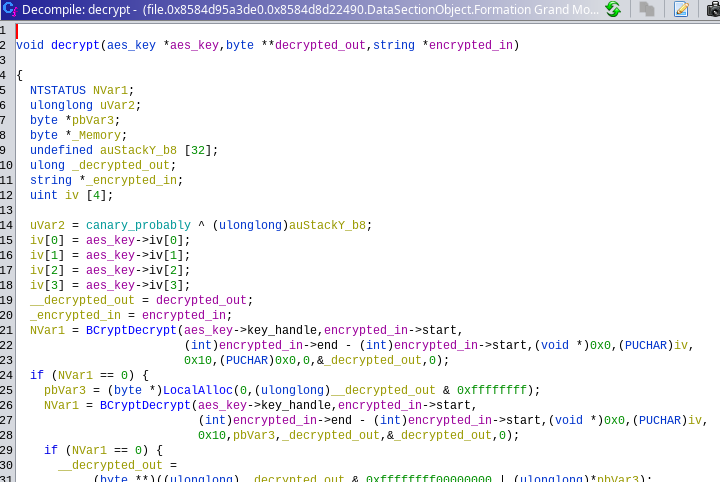 Decompile: decrypt - (file.0x8584d95a3de0.0x8584d8d22490.DataSectionObject.Formation Grand Mo...
1
2 void decrypt(aes_key *aes_key,byte **decrypted_out,string *encrypted_in)
3
4 {
5 NTSTATUS NVar1;
6 ulonglong uVar2;
7 byte *pbVar3;
8 byte *_Memory;
9 undefined auStackY_b8 [32];
10 ulong _decrypted_out;
11 string *_encrypted_in;
12 uint iv [4];
13
14 uVar2 = canary_probably ^ (ulonglong)auStackY_b8;
15 iv[0] = aes_key->iv[0];
16 iv[1] = aes_key->iv[1];
17 iv[2] = aes_key->iv[2];
18 iv[3] = aes_key->iv[3];
19 __decrypted_out = decrypted_out;
20 _encrypted_in = encrypted_in;
21 NVar1 = BCryptDecrypt(aes_key->key_handle,encrypted_in->start,
22 (int)encrypted_in->end - (int)encrypted_in->start,(void *)0x0,(PUCHAR)iv,
23 0x10,(PUCHAR)0x0,0,&_decrypted_out,0);
24 if (NVar1 == 0) {
25 pbVar3 = (byte *)LocalAlloc(0,(ulonglong)__decrypted_out & 0xffffffff);
26 NVar1 = BCryptDecrypt(aes_key->key_handle,encrypted_in->start,
27 (int)encrypted_in->end - (int)encrypted_in->start,(void *)0x0,(PUCHAR)iv,
28 0x10,pbVar3,_decrypted_out,&_decrypted_out,0);
29 if (NVar1 == 0) {
30 __decrypted_out =
31 (byte **)((ulonglong)__decrypted_out & 0xffffffff00000000 | (ulonglong)*pbVar3);